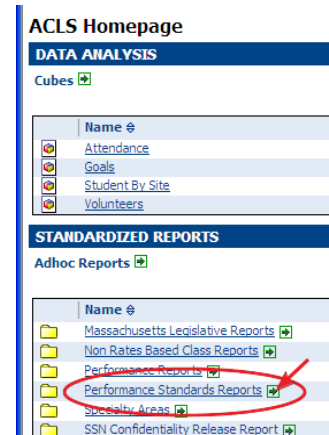 ACLS Homepage
DATA ANALYSIS
Cubes
Name
Attendance
Goals
Student By Site
Volunteers
STANDARDIZED REPORTS
Adhoc Reports
Name
Massachusetts Legislative Reports
Non Rates Based Class Reports
Performance Reports
Performance Standards Reports
Specialty Areas
SSN Confidentiality Release Report